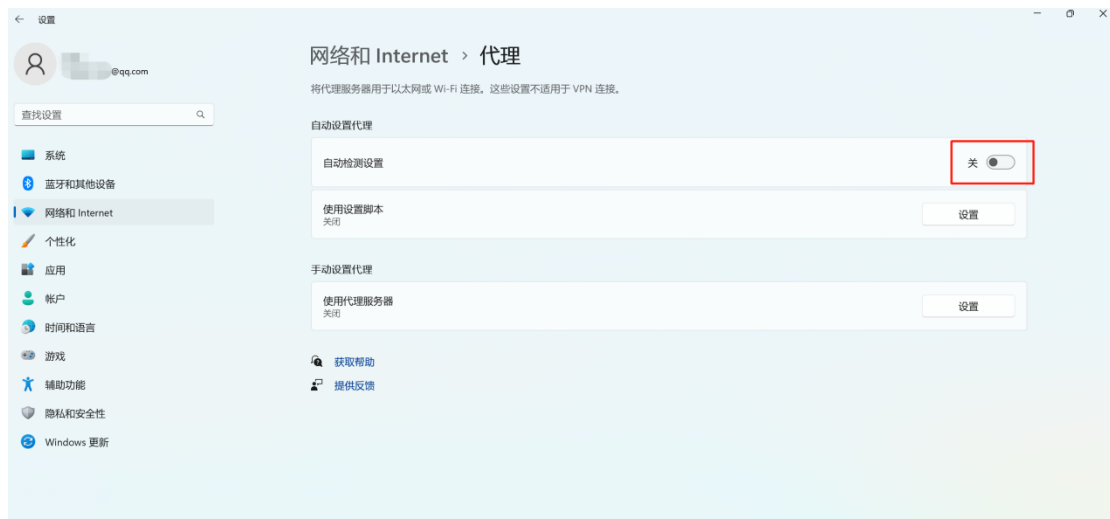 设置
@qq.com
查找设置
系统
蓝牙和其他设备
网络和 Internet
个性化
应用
帐户
时间和语言
游戏
辅助功能
隐私和安全性
Windows 更新
网络和 Internet › 代理
将代理服务器用于以太网或 Wi-Fi 连接。这些设置不适用于 VPN 连接。
自动设置代理
自动检测设置
关
使用设置脚本
关闭
设置
手动设置代理
使用代理服务器
关闭
设置
获取帮助
提供反馈